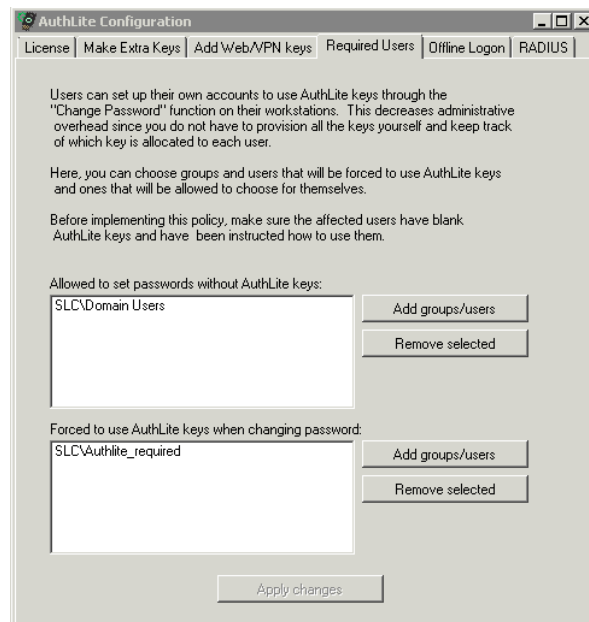 AuthLite Configuration
License
Make Extra Keys
Add Web/VPN keys
Required Users
Offline Logon
RADIUS
Users can set up their own accounts to use AuthLite keys through the
"Change Password" function on their workstations. This decreases administrative
overhead since you do not have to provision all the keys yourself and keep track
of which key is allocated to each user.
Here, you can choose groups and users that will be forced to use AuthLite keys
and ones that will be allowed to choose for themselves.
Before implementing this policy, make sure the affected users have blank
AuthLite keys and have been instructed how to use them.
Allowed to set passwords without AuthLite keys:
SLC\Domain Users
Add groups/users
Remove selected
Forced to use AuthLite keys when changing password:
SLC\Authlite_required
Add groups/users
Remove selected
Apply changes